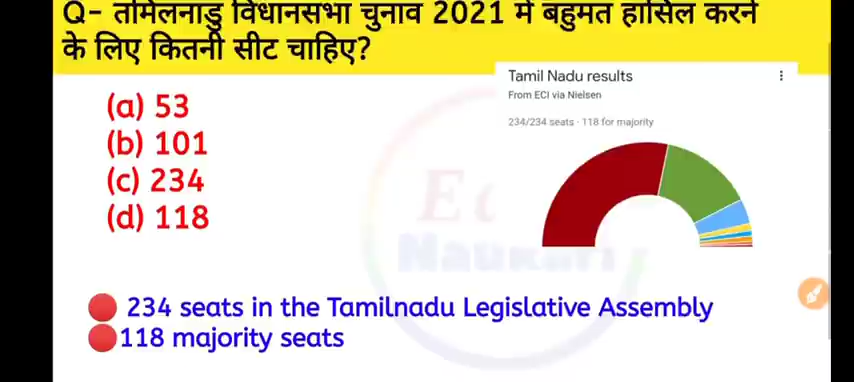 Q- तमिलनाडु विधानसभा चुनाव 2021 में बहुमत हासिल करने
के लिए कितनी सीट चाहिए?
Tamil Nadu results
From ECI via Nielsen
234/234 seats · 118 for majority
(a) 53
(b) 101
(c) 234
(d) 118
Naukari
234 seats in the Tamilnadu Legislative Assembly
118 majority seats